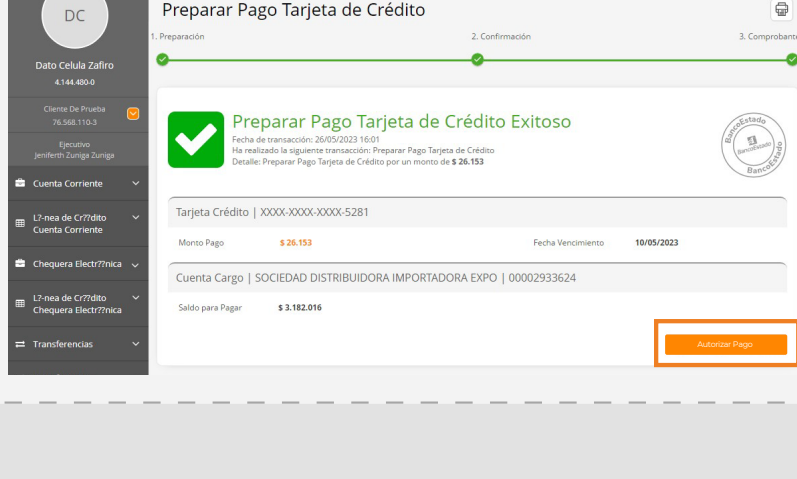 DC
Dato Celula Zafiro
4.144.480-0
Cliente De Prueba
76.568.110-3
Ejecutivo
Jeniferth Zuniga Zuniga
Cuenta Corriente
L?-nea de Cr??dito
Cuenta Corriente
Chequera Electr??nica
L?-nea de Cr??dito
Chequera Electr??nica
Transferencias
Preparar Pago Tarjeta de Crédito
1. Preparación
2. Confirmación
3. Comprobante
Preparar Pago Tarjeta de Crédito Exitoso
Fecha de transacción: 26/05/2023 16:01
Ha realizado la siguiente transacción: Preparar Pago Tarjeta de Crédito
Detalle: Preparar Pago Tarjeta de Crédito por un monto de $ 26.153
BancoEstado
BancoEstado
BancoEstado
Tarjeta Crédito | XXXX-XXXX-XXXX-5281
Monto Pago $ 26.153 Fecha Vencimiento 10/05/2023
Cuenta Cargo | SOCIEDAD DISTRIBUIDORA IMPORTADORA EXPO | 00002933624
Saldo para Pagar $ 3.182.016
Autorizar Pago